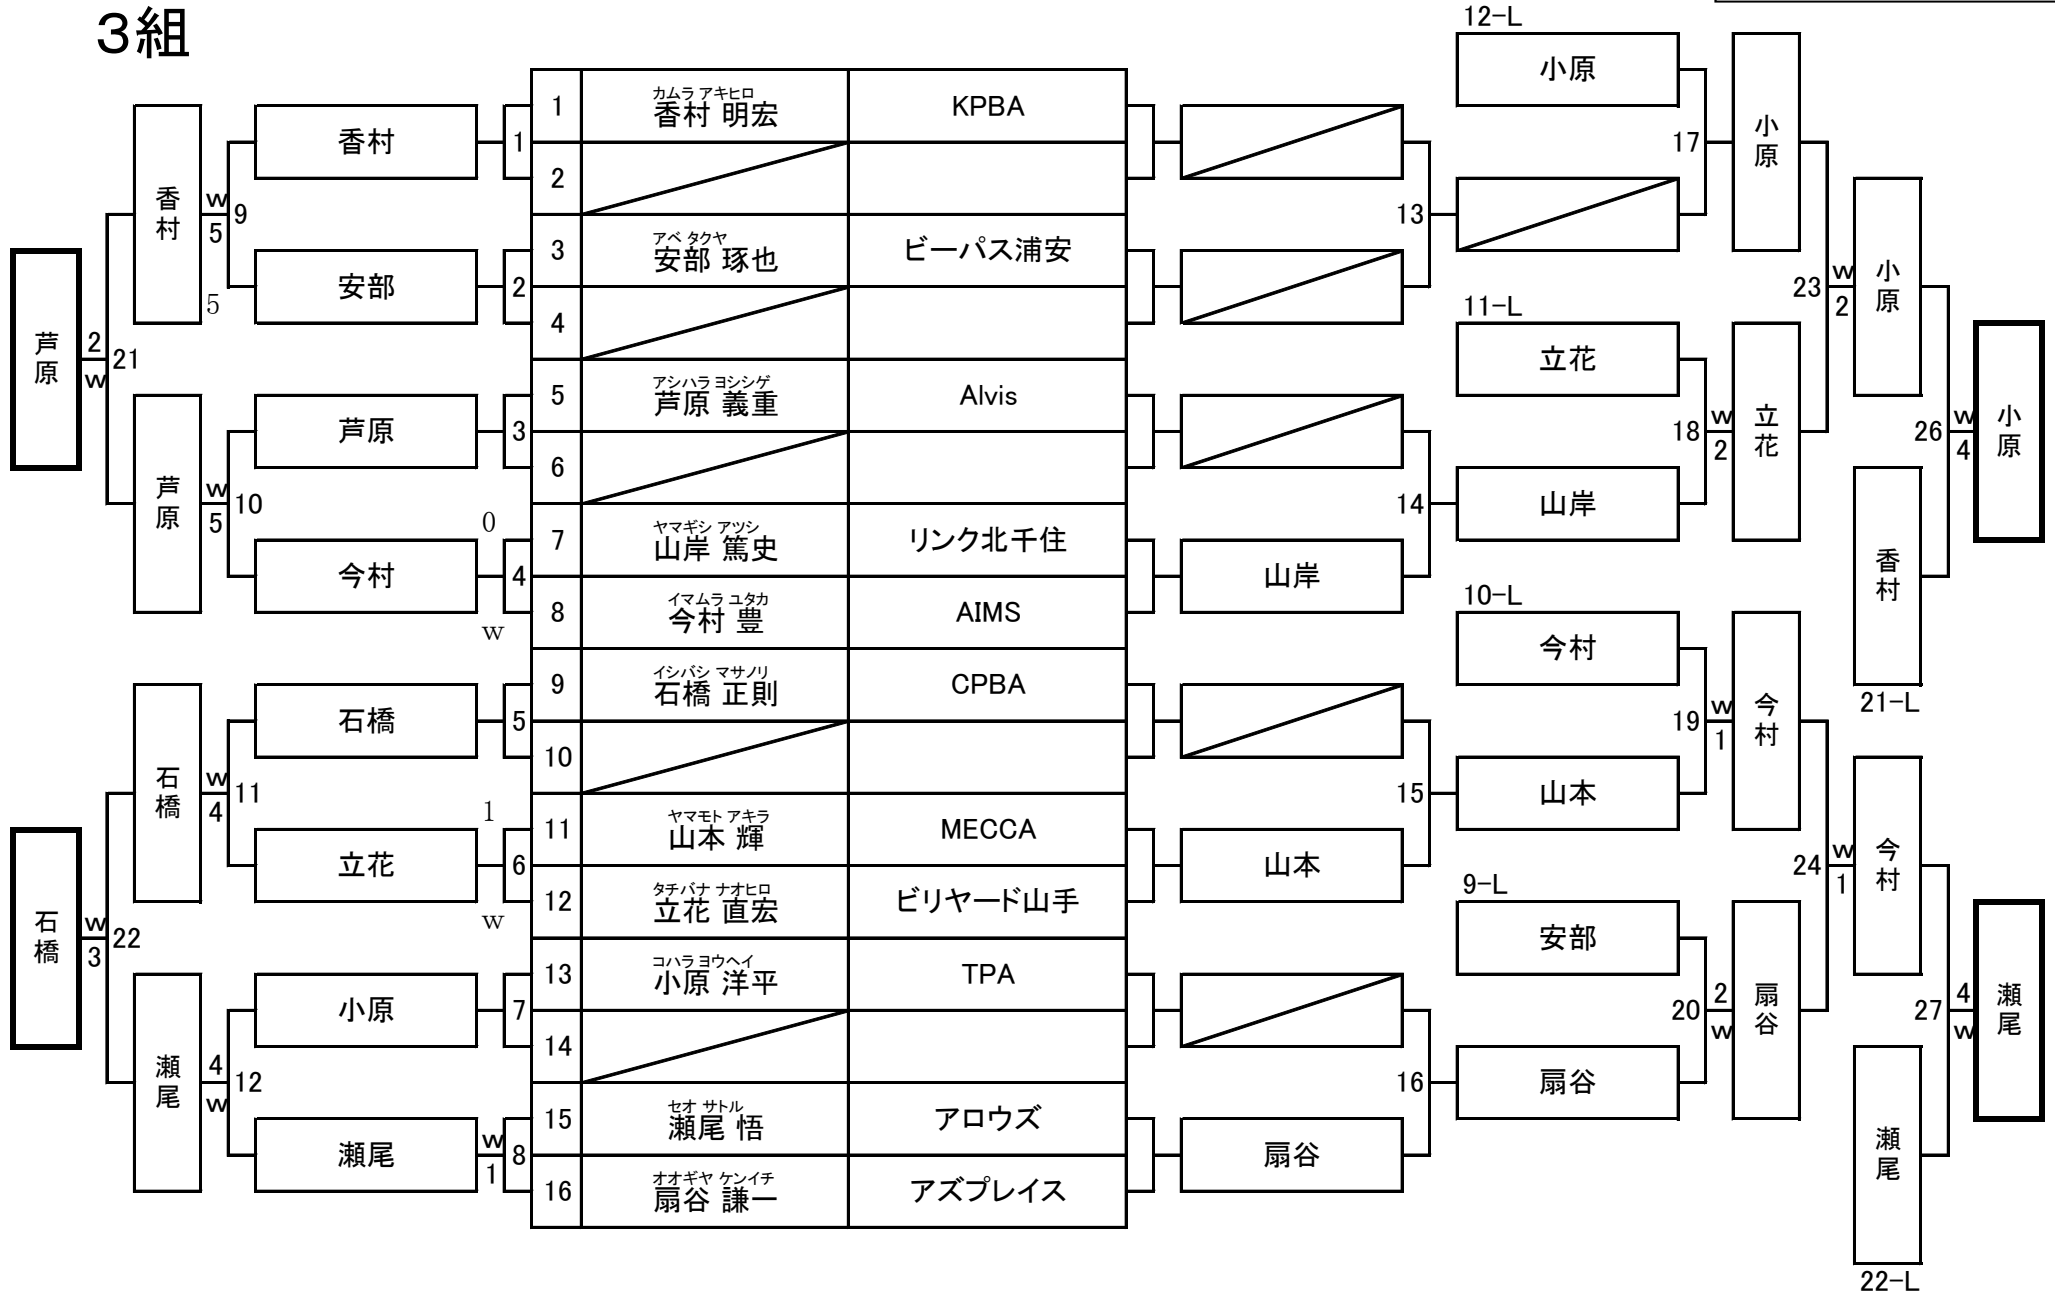 3組
12-L
小原
1
カムラ アキヒロ
香村 明宏
KPBA
香村
1
17
小原
2
香村
w
9
5
13
小原
3
アベ タクヤ
安部 琢也
ビーパス浦安
安部
2
5
23
w
2
11-L
4
立花
芦原
2
21
w
小原
5
アシハラ ヨシシゲ
芦原 義重
Alvis
芦原
3
18
w
2
立花
26
w
4
6
芦原
w
10
5
14
山岸
0
7
ヤマギシ アツシ
山岸 篤史
リンク北千住
今村
4
山岸
香村
8
イマムラ ユタカ
今村 豊
AIMS
w
10-L
今村
9
イシバシ マサノリ
石橋 正則
CPBA
21-L
石橋
5
19
w
1
今村
10
石橋
w
11
4
15
山本
1
11
ヤマモト アキラ
山本 輝
MECCA
立花
6
山本
24
w
1
今村
12
タチバナ ナオヒロ
立花 直宏
ビリヤード山手
w
9-L
安部
石橋
w
22
3
13
コハラ ヨウヘイ
小原 洋平
TPA
小原
7
20
2
w
扇谷
27
4
w
瀬尾
14
瀬尾
4
12
w
16
扇谷
15
セオ サトル
瀬尾 悟
アロウズ
瀬尾
w
8
1
扇谷
瀬尾
16
オオギヤ ケンイチ
扇谷 謙一
アズプレイス
22-L